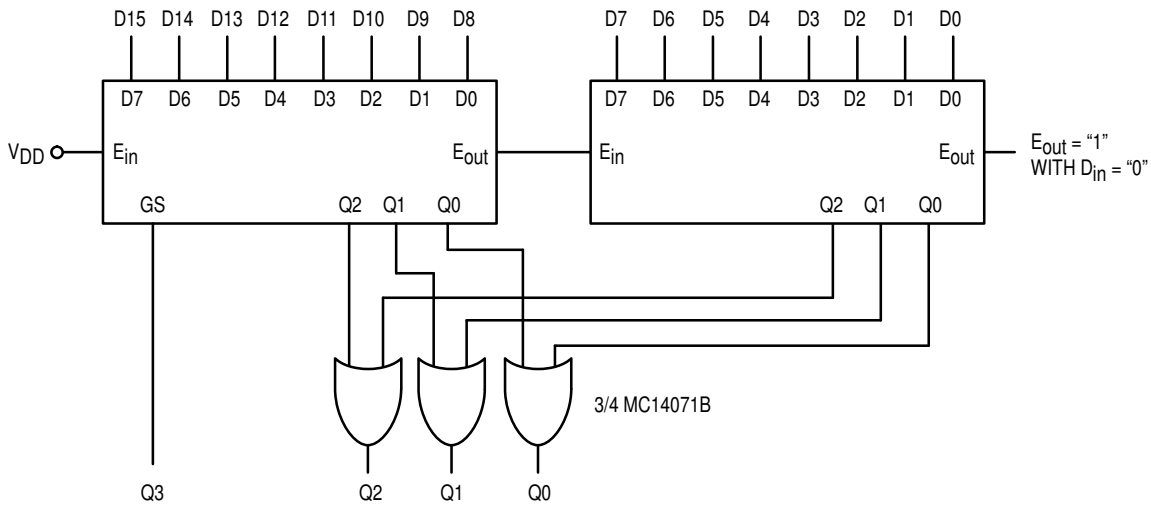 D15 D14 D13 D12 D11 D10 D9 D8 D7 D6 D5 D4 D3 D2 D1 D0
D7 D6 D5 D4 D3 D2 D1 D0 D7 D6 D5 D4 D3 D2 D1 D0
VDD Ein Eout Ein Eout Eout = “1”
WITH Din = “0”
GS Q2 Q1 Q0 Q2 Q1 Q0
3/4 MC14071B
Q3 Q2 Q1 Q0